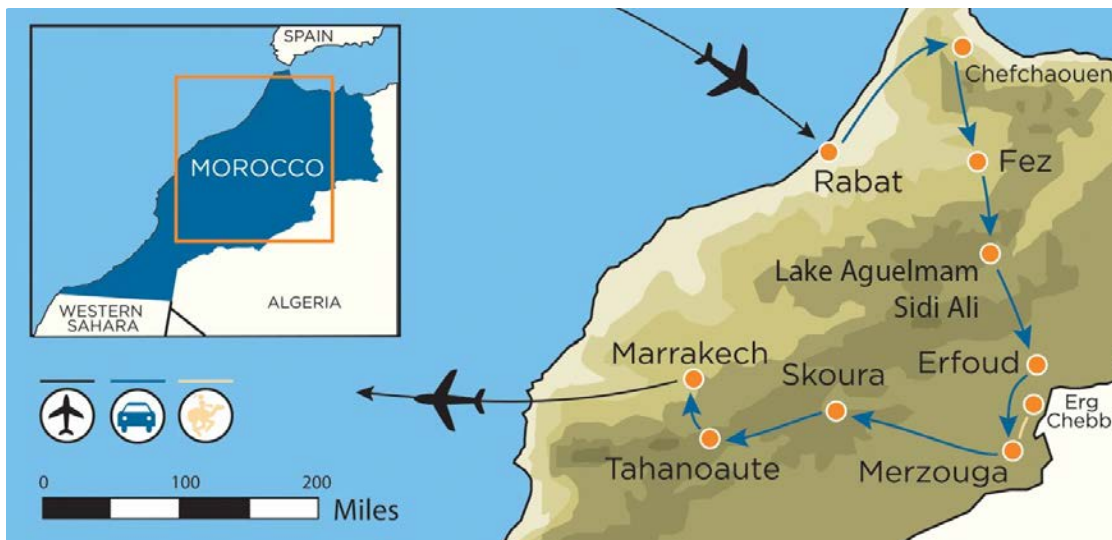 SPAIN
MOROCCO
WESTERN
SAHARA
ALGERIA
Chefchaouen
Rabat
Fez
Lake Aguelmam
Sidi Ali
Erfoud
Erg
Chebb
Merzouga
Skoura
Tahanoaute
Marrakech
0 100 200
Miles